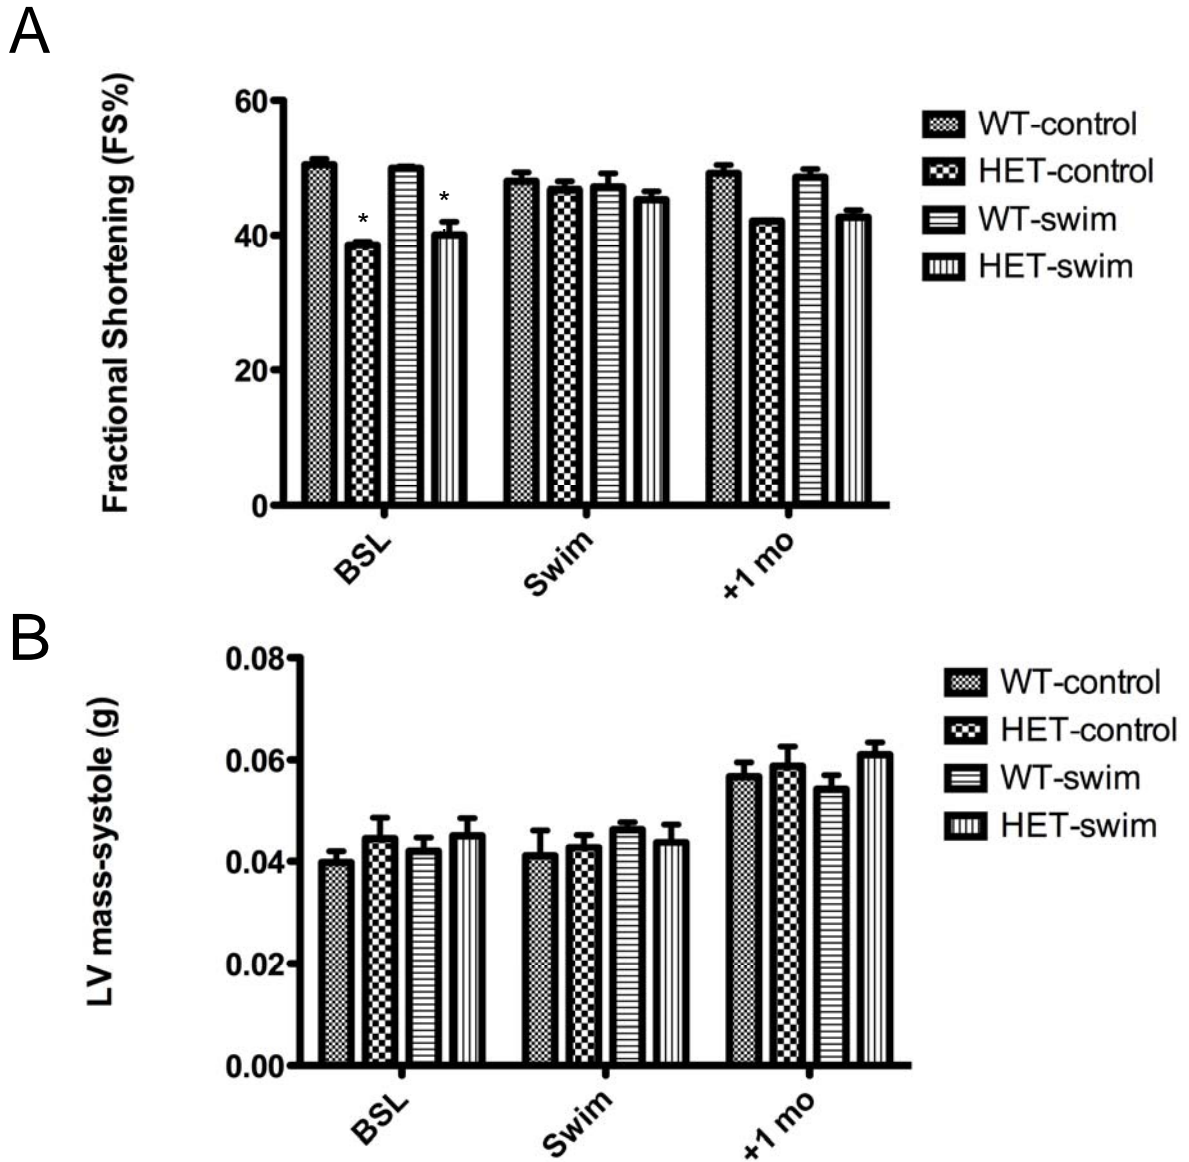 A
Fractional Shortening (FS%)
60
40
20
0
*
*
BSL
Swim
+1 mo
WT-control
HET-control
WT-swim
HET-swim
B
LV mass-systole (g)
0.08
0.06
0.04
0.02
0.00
BSL
Swim
+1 mo
WT-control
HET-control
WT-swim
HET-swim